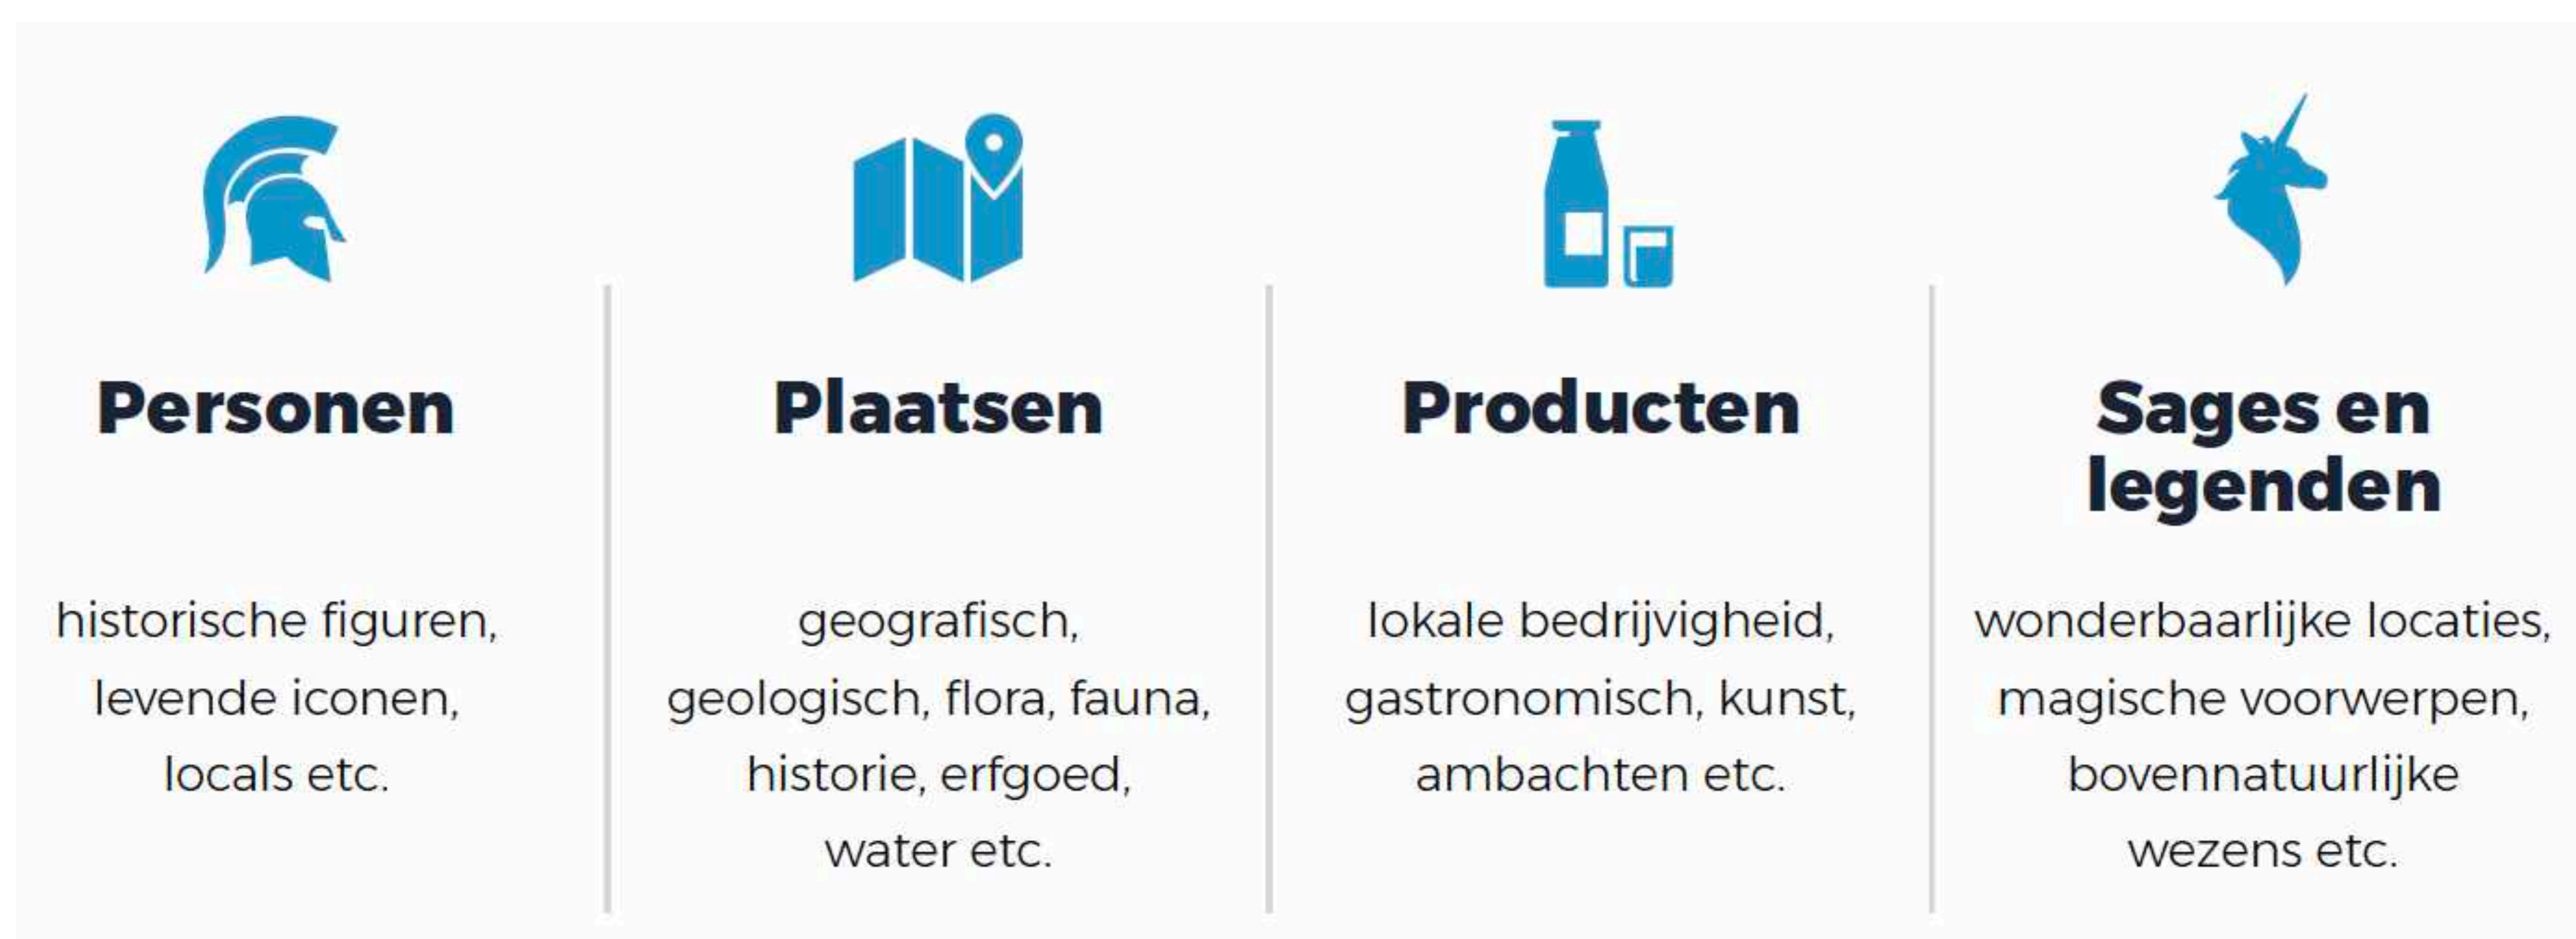 Personen
historische figuren,
levende iconen,
locals etc.
Plaatsen
geografisch,
geologisch, flora, fauna,
historie, erfgoed,
water etc.
Producten
lokale bedrijvigheid,
gastronomisch, kunst,
ambachten etc.
Sages en
legenden
wonderbaarlijke locaties,
magische voorwerpen,
bovennatuurlijke
wezens etc.